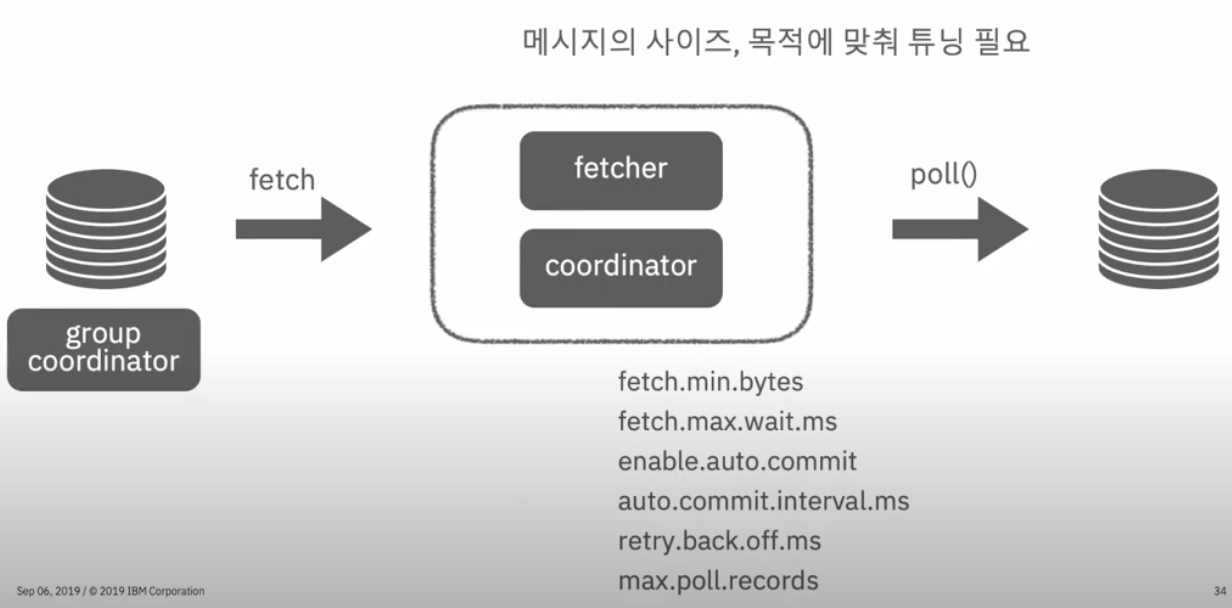 메시지의 사이즈, 목적에 맞춰 튜닝 필요
fetch
fetcher
coordinator
poll()
group
coordinator
fetch.min.bytes
fetch.max.wait.ms
enable.auto.commit
auto.commit.interval.ms
retry.back.off.ms
max.poll.records
Sep 06, 2019 / © 2019 IBM Corporation
34